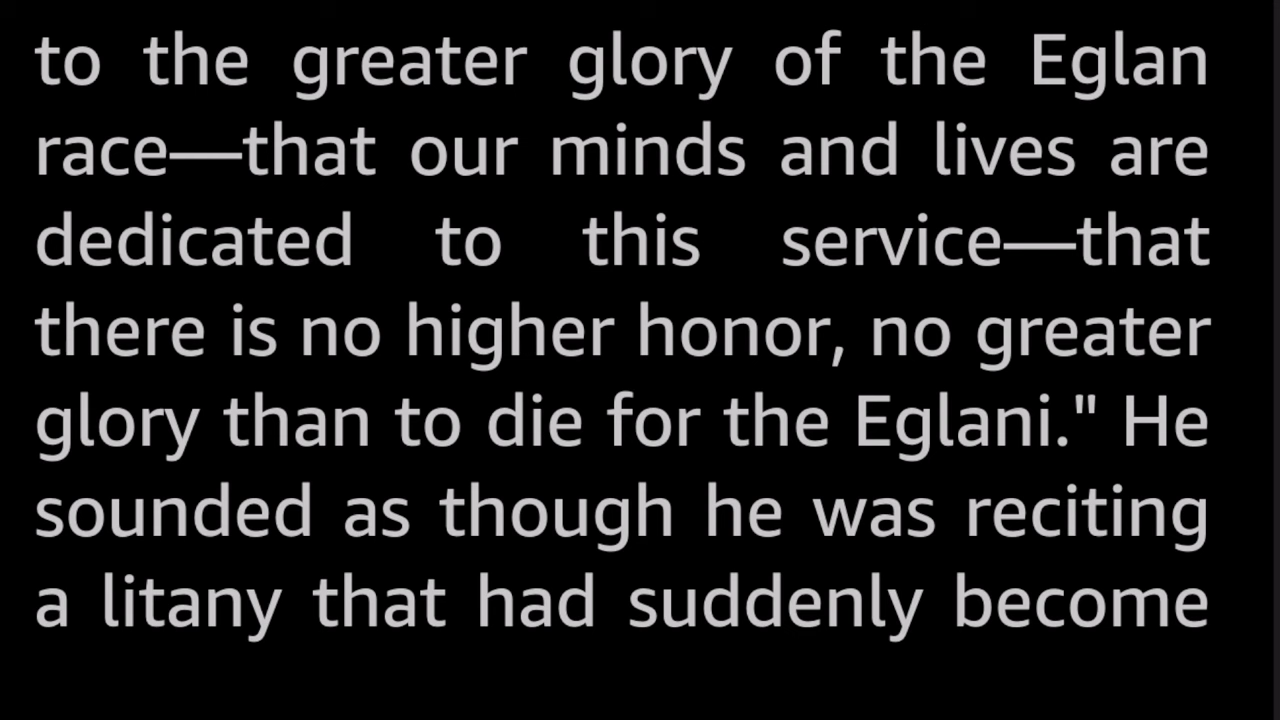 to the greater glory of the Eglan
race—that our minds and lives are
dedicated to this service—that
there is no higher honor, no greater
glory than to die for the Eglani." He
sounded as though he was reciting
a litany that had suddenly become